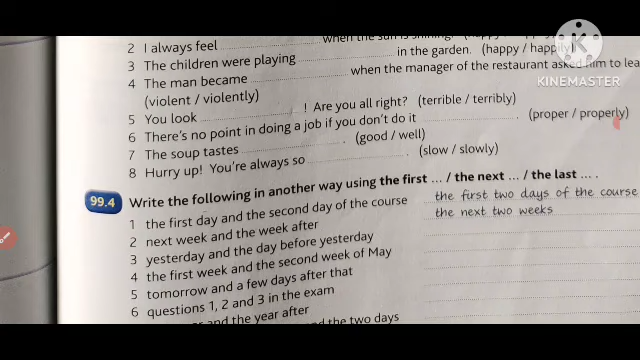 2 I always feel ............ when the sun is shining. (happy /
3 The children were playing ............ in the garden. (happy / happily)
4 The man became ............ when the manager of the restaurant asked him to lea
(violent / violently)
5 You look ............ ! Are you all right? (terrible / terribly)
6 There's no point in doing a job if you don't do it ............ . (proper / properly)
7 The soup tastes ............ . (good / well)
8 Hurry up! You're always so ............ . (slow / slowly)
KINEMASTER
99.4 Write the following in another way using the first ... / the next ... / the last ... .
1 the first day and the second day of the course the first two days of the course
2 next week and the week after the next two weeks
3 yesterday and the day before yesterday
4 the first week and the second week of May
5 tomorrow and a few days after that
6 questions 1, 2 and 3 in the exam
and the year after
and the two days